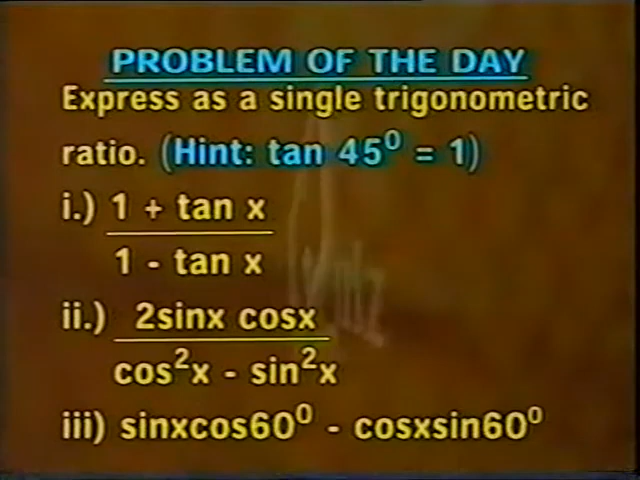 PROBLEM OF THE DAY
Express as a single trigonometric
ratio. (Hint: tan 45⁰ = 1)
i.) 1 + tan x
1 - tan x
ii.) 2sinx cosx
cos²x - sin²x
iii) sinxcos60⁰ - cosxsin60⁰